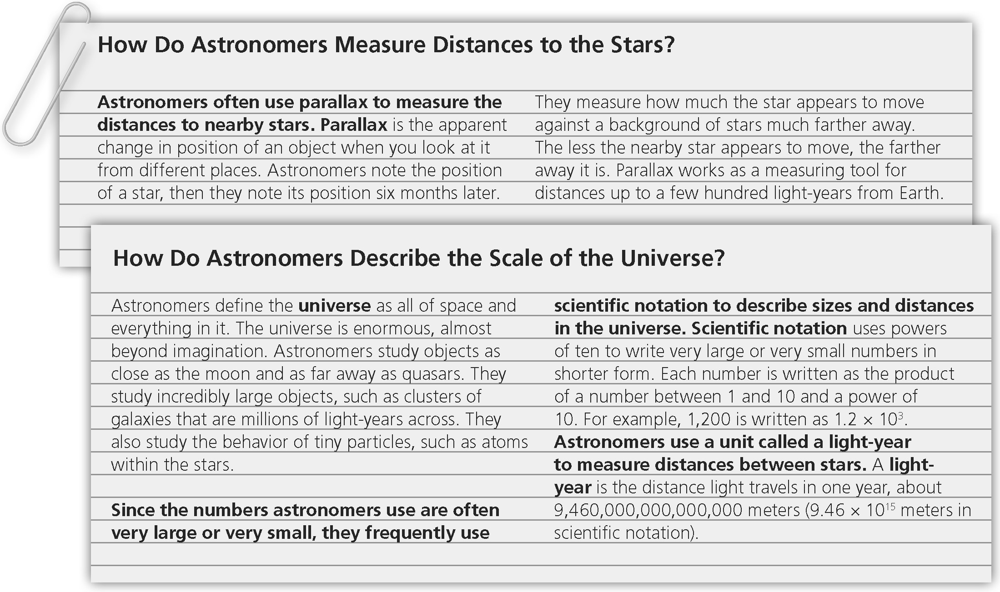 How Do Astronomers Measure Distances to the Stars?
Astronomers often use parallax to measure the
distances to nearby stars. Parallax is the apparent
change in position of an object when you look at it
from different places. Astronomers note the position
of a star, then they note its position six months later.
They measure how much the star appears to move
against a background of stars much farther away.
The less the nearby star appears to move, the farther
away it is. Parallax works as a measuring tool for
distances up to a few hundred light-years from Earth.
How Do Astronomers Describe the Scale of the Universe?
Astronomers define the universe as all of space and
everything in it. The universe is enormous, almost
beyond imagination. Astronomers study objects as
close as the moon and as far away as quasars. They
study incredibly large objects, such as clusters of
galaxies that are millions of light-years across. They
also study the behavior of tiny particles, such as atoms
within the stars.
Since the numbers astronomers use are often
very large or very small, they frequently use
scientific notation to describe sizes and distances
in the universe. Scientific notation uses powers
of ten to write very large or very small numbers in
shorter form. Each number is written as the product
of a number between 1 and 10 and a power of
10. For example, 1,200 is written as 1.2 × 10³.
Astronomers use a unit called a light-year
to measure distances between stars. A light-
year is the distance light travels in one year, about
9,460,000,000,000,000 meters (9.46 × 10¹⁵ meters in
scientific notation).